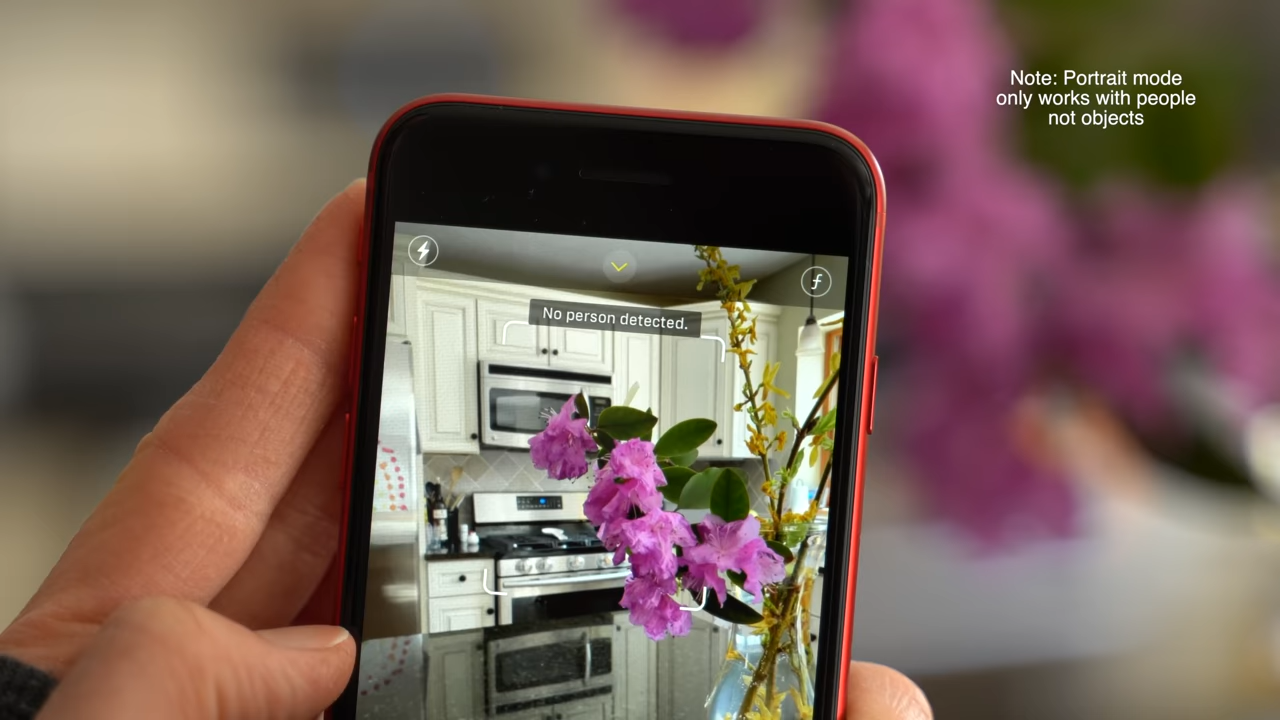 Note: Portrait mode
only works with people
not objects
No person detected.